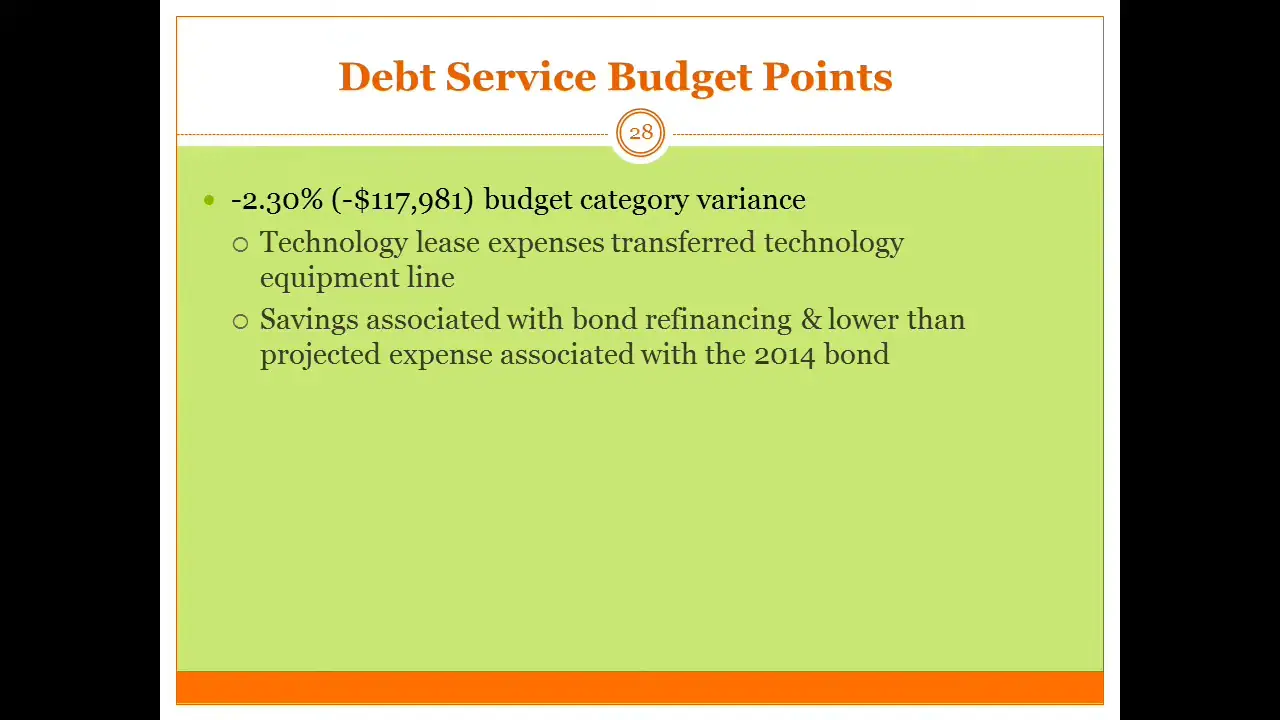 Debt Service Budget Points
28
-2.30% (-$117,981) budget category variance
Technology lease expenses transferred technology
equipment line
Savings associated with bond refinancing & lower than
projected expense associated with the 2014 bond